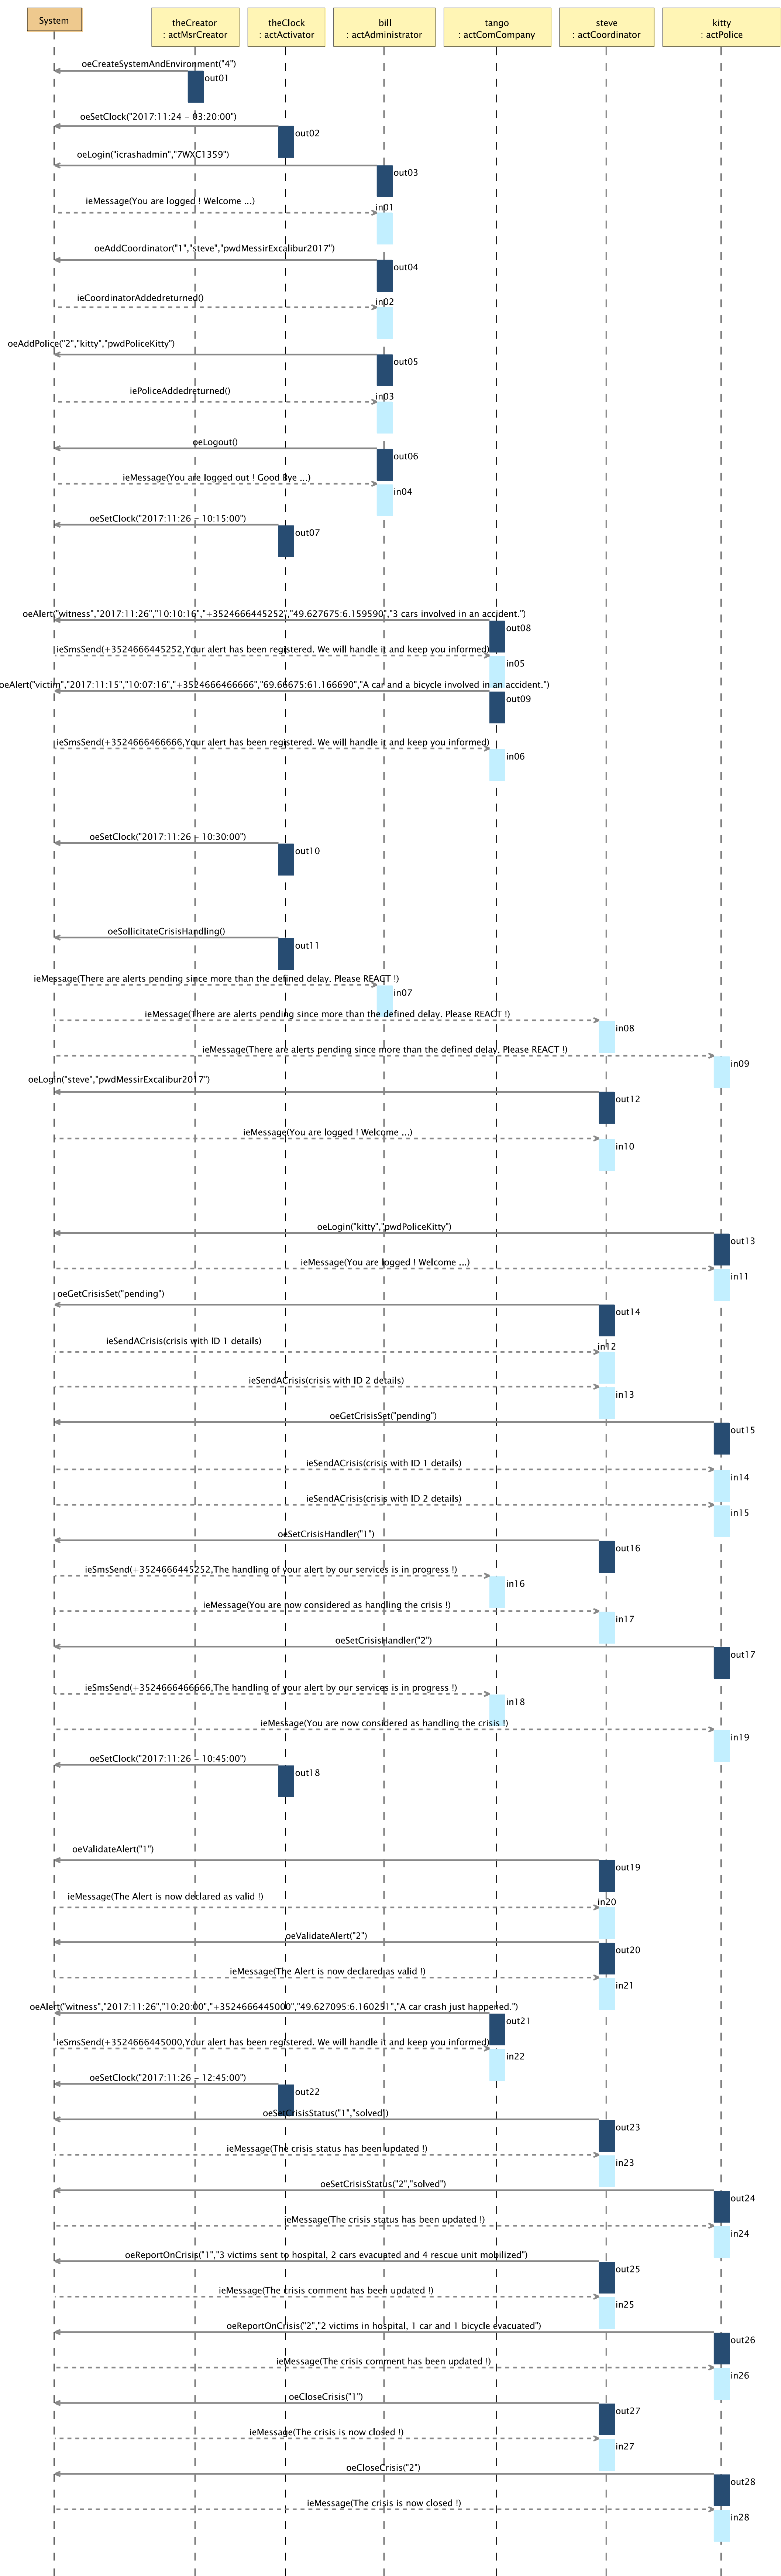 System
theCreator
: actMsrCreator
theClock
: actActivator
bill
: actAdministrator
tango
: actComCompany
steve
: actCoordinator
kitty
: actPolice
oeCreateSystemAndEnvironment("4")
out01
oeSetClock("2017:11:24 - 03:20:00")
out02
oeLogin("icrashadmin","7WXC1359")
out03
ieMessage(You are logged ! Welcome ...)
in01
oeAddCoordinator("1","steve","pwdMessirExcalibur2017")
out04
ieCoordinatorAddedreturned()
in02
oeAddPolice("2","kitty","pwdPoliceKitty")
out05
iePoliceAddedreturned()
in03
oeLogout()
out06
ieMessage(You are logged out ! Good Bye ...)
in04
oeSetClock("2017:11:26 - 10:15:00")
out07
oeAlert("witness","2017:11:26","10:10:16","+3524666445252","49.627675:6.159590","3 cars involved in an accident.")
out08
ieSmsSend(+3524666445252,Your alert has been registered. We will handle it and keep you informed)
in05
oeAlert("victim","2017:11:15","10:07:16","+3524666466666","69.66675:61.166690","A car and a bicycle involved in an accident.")
out09
ieSmsSend(+3524666466666,Your alert has been registered. We will handle it and keep you informed)
in06
oeSetClock("2017:11:26 - 10:30:00")
out10
oeSollicitateCrisisHandling()
out11
ieMessage(There are alerts pending since more than the defined delay. Please REACT !)
in07
ieMessage(There are alerts pending since more than the defined delay. Please REACT !)
in08
ieMessage(There are alerts pending since more than the defined delay. Please REACT !)
in09
oeLogin("steve","pwdMessirExcalibur2017")
out12
ieMessage(You are logged ! Welcome ...)
in10
oeLogin("kitty","pwdPoliceKitty")
out13
ieMessage(You are logged ! Welcome ...)
in11
oeGetCrisisSet("pending")
out14
ieSendACrisis(crisis with ID 1 details)
in12
ieSendACrisis(crisis with ID 2 details)
in13
oeGetCrisisSet("pending")
out15
ieSendACrisis(crisis with ID 1 details)
in14
ieSendACrisis(crisis with ID 2 details)
in15
oeSetCrisisHandler("1")
out16
ieSmsSend(+3524666445252,The handling of your alert by our services is in progress !)
in16
ieMessage(You are now considered as handling the crisis !)
in17
oeSetCrisisHandler("2")
out17
ieSmsSend(+3524666466666,The handling of your alert by our services is in progress !)
in18
ieMessage(You are now considered as handling the crisis !)
in19
oeSetClock("2017:11:26 - 10:45:00")
out18
oeValidateAlert("1")
out19
ieMessage(The Alert is now declared as valid !)
in20
oeValidateAlert("2")
out20
ieMessage(The Alert is now declared as valid !)
in21
oeAlert("witness","2017:11:26","10:20:00","+3524666445000","49.627095:6.160251","A car crash just happened.")
out21
ieSmsSend(+3524666445000,Your alert has been registered. We will handle it and keep you informed)
in22
oeSetClock("2017:11:26 - 12:45:00")
out22
oeSetCrisisStatus("1","solved")
out23
ieMessage(The crisis status has been updated !)
in23
oeSetCrisisStatus("2","solved")
out24
ieMessage(The crisis status has been updated !)
in24
oeReportOnCrisis("1","3 victims sent to hospital, 2 cars evacuated and 4 rescue unit mobilized")
out25
ieMessage(The crisis comment has been updated !)
in25
oeReportOnCrisis("2","2 victims in hospital, 1 car and 1 bicycle evacuated")
out26
ieMessage(The crisis comment has been updated !)
in26
oeCloseCrisis("1")
out27
ieMessage(The crisis is now closed !)
in27
oeCloseCrisis("2")
out28
ieMessage(The crisis is now closed !)
in28